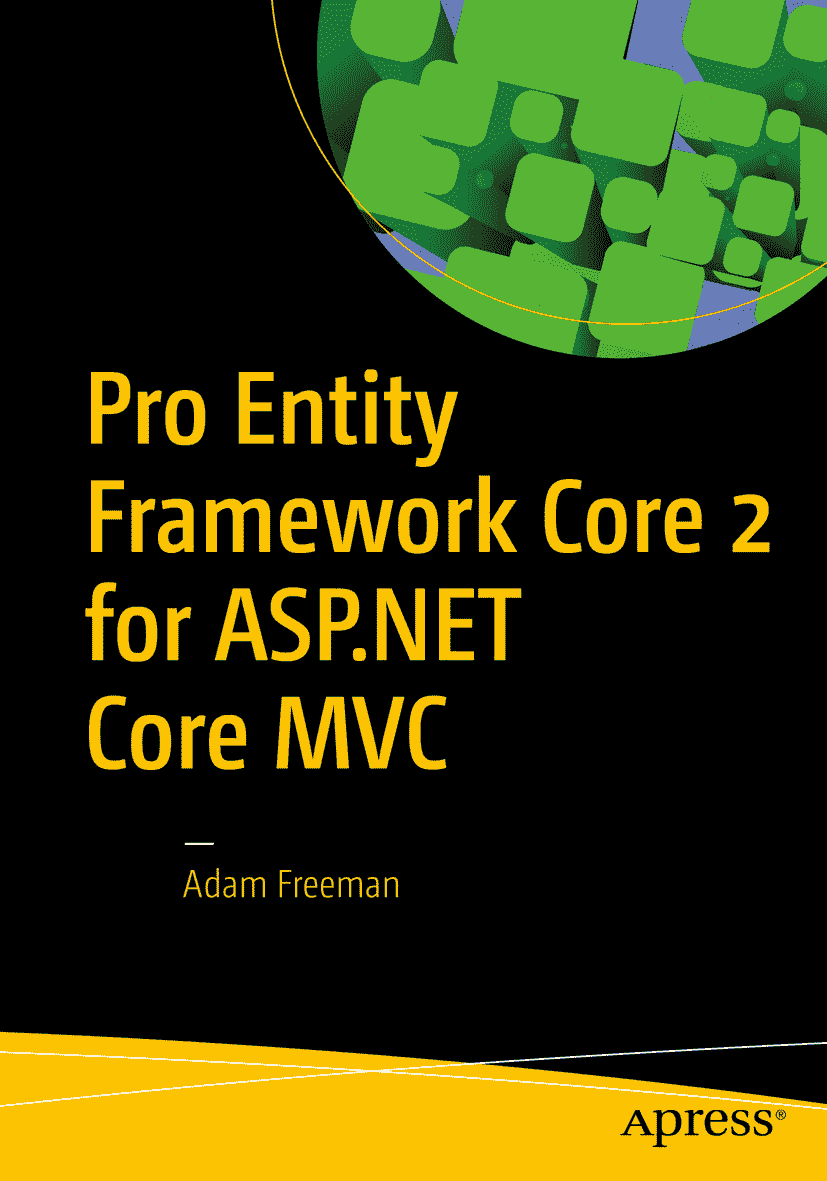 Pro Entity
Framework Core 2
for ASP.NET
Core MVC
—
Adam Freeman
Apress®